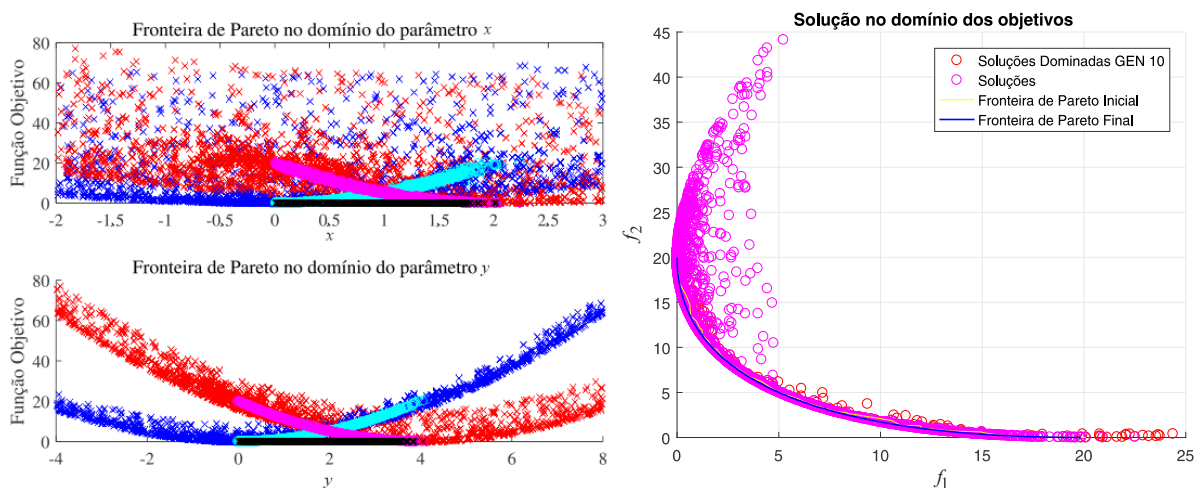 Fronteira de Pareto no domínio do parâmetro x
Função Objetivo
80
60
40
20
0
-2 -1.5 -1 -0.5 0 0.5 1 1.5 2 2.5 3
x
Fronteira de Pareto no domínio do parâmetro y
Função Objetivo
80
60
40
20
0
-4 -2 0 2 4 6 8
y
Solução no domínio dos objetivos
f2
45
40
35
30
25
20
15
10
5
0
0 5 10 15 20 25
f1
Soluções Dominadas GEN 10
Soluções
Fronteira de Pareto Inicial
Fronteira de Pareto Final